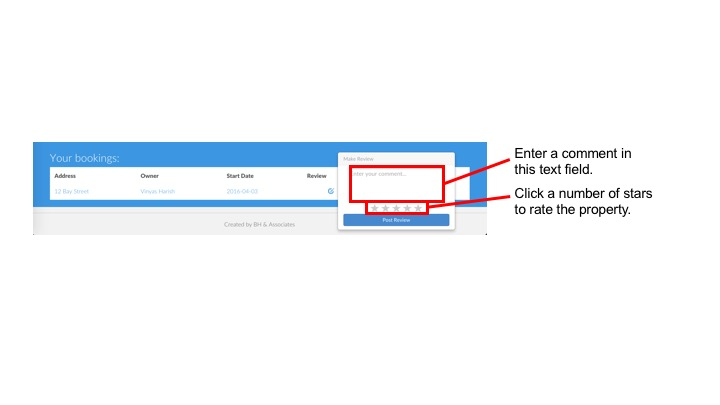 Your bookings:
Address Owner Start Date Review
12 Bay Street Vinyas Harish 2016-04-03
Make Review
Enter your comment...
Post Review
Created by BH & Associates
Enter a comment in
this text field.
Click a number of stars
to rate the property.